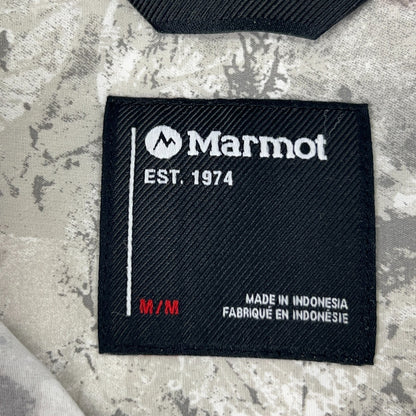 Marmot
EST. 1974
M/M
MADE IN INDONESIA
FABRIQUÉ EN INDONÉSIE